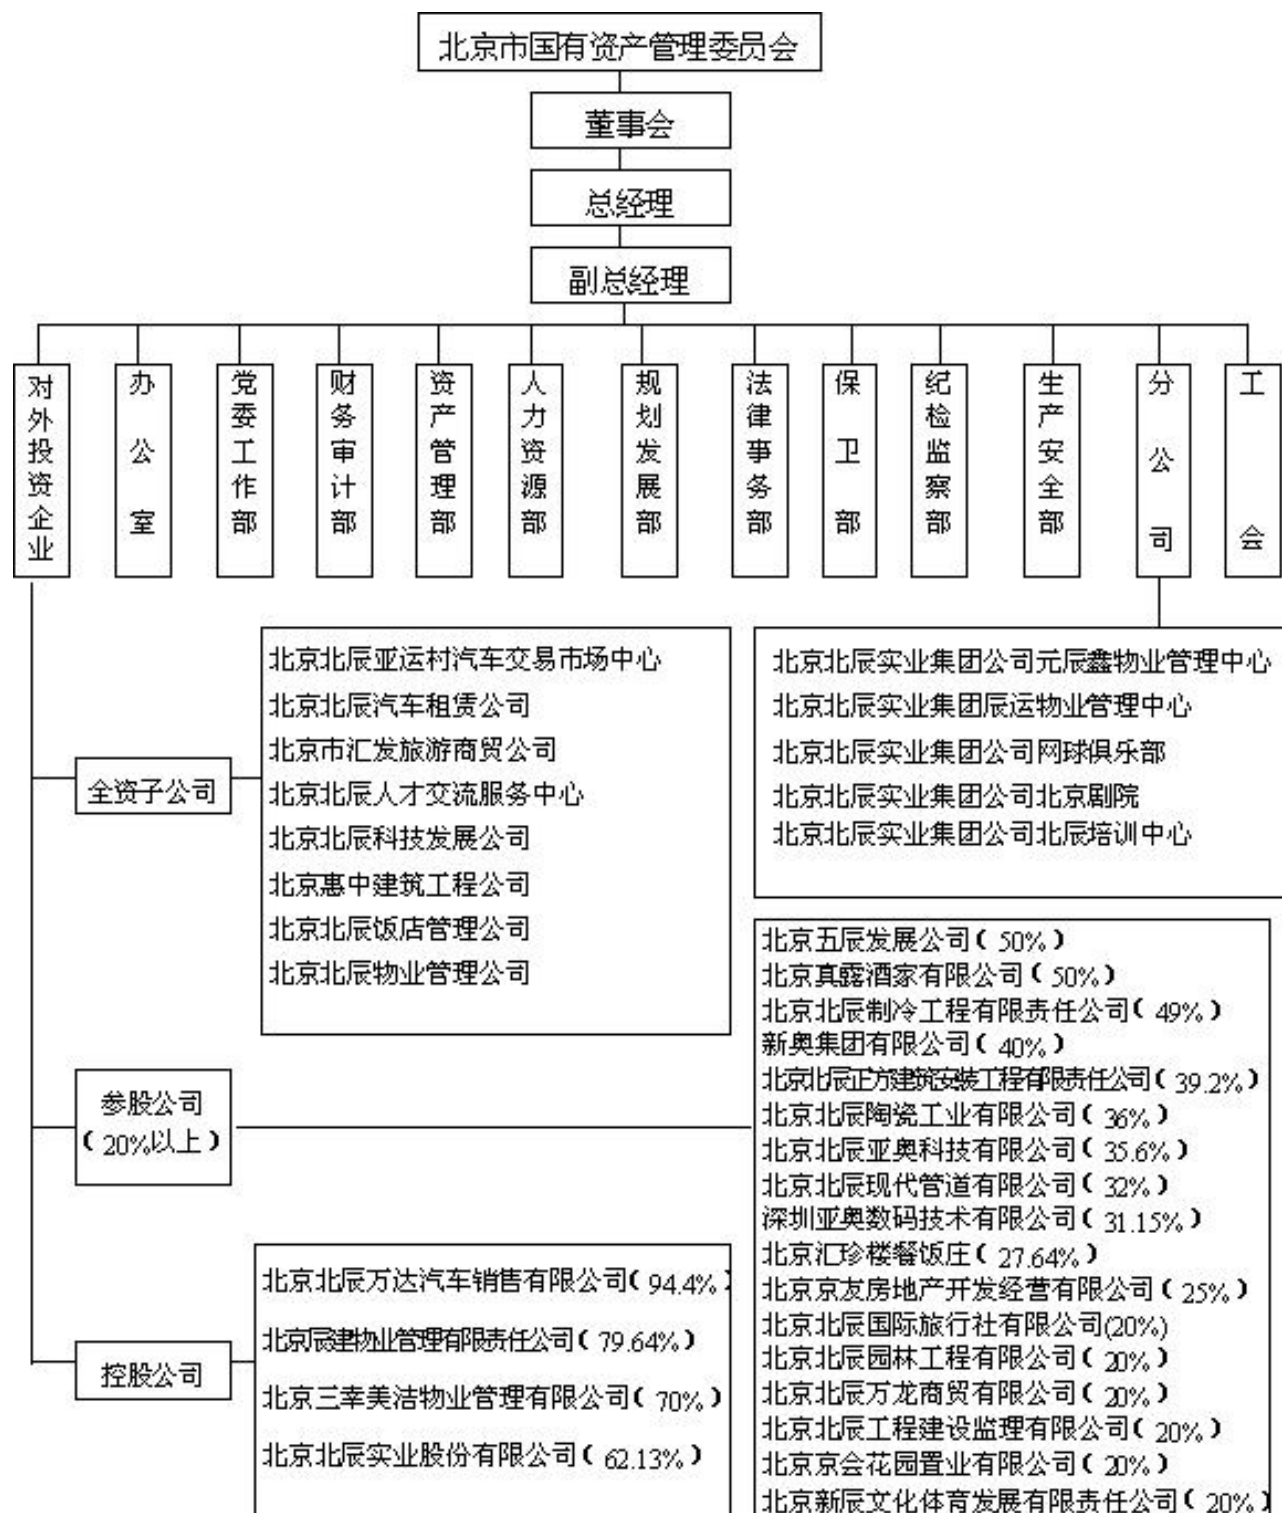 北京市国有资产管理委员会
董事会
总经理
副总经理
对外投资企业
办公室
党委工作部
财务审计部
资产管理部
人力资源部
规划发展部
法律事务部
保卫部
纪检监察部
生产安全部
分公司
工会
全资子公司
北京北辰亚运村汽车交易市场中心
北京北辰汽车租赁公司
北京市汇发旅游商贸公司
北京北辰人才交流服务中心
北京北辰科技发展公司
北京惠中建筑工程公司
北京北辰饭店管理公司
北京北辰物业管理公司
北京北辰实业集团公司元辰鑫物业管理中心
北京北辰实业集团辰运物业管理中心
北京北辰实业集团公司网球俱乐部
北京北辰实业集团公司北京剧院
北京北辰实业集团公司北辰培训中心
参股公司
(20%以上)
北京五辰发展公司(50%)
北京真露酒家有限公司(50%)
北京北辰制冷工程有限责任公司(49%)
新奥集团有限公司(40%)
北京北辰正方建筑安装工程有限责任公司(39.2%)
北京北辰陶瓷工业有限公司(36%)
北京北辰亚奥科技有限公司(35.6%)
北京北辰现代管道有限公司(32%)
深圳亚奥数码技术有限公司(31.15%)
北京汇珍楼餐饭庄(27.64%)
北京京友房地产开发经营有限公司(25%)
北京北辰国际旅行社有限公司(20%)
北京北辰园林工程有限公司(20%)
北京北辰万龙商贸有限公司(20%)
北京北辰工程建设监理有限公司(20%)
北京京会花园置业有限公司(20%)
北京新辰文化体育发展有限责任公司(20%)
控股公司
北京北辰万达汽车销售有限公司(94.4%)
北京辰建物业管理有限责任公司(79.64%)
北京三幸美洁物业管理有限公司(70%)
北京北辰实业股份有限公司(62.13%)